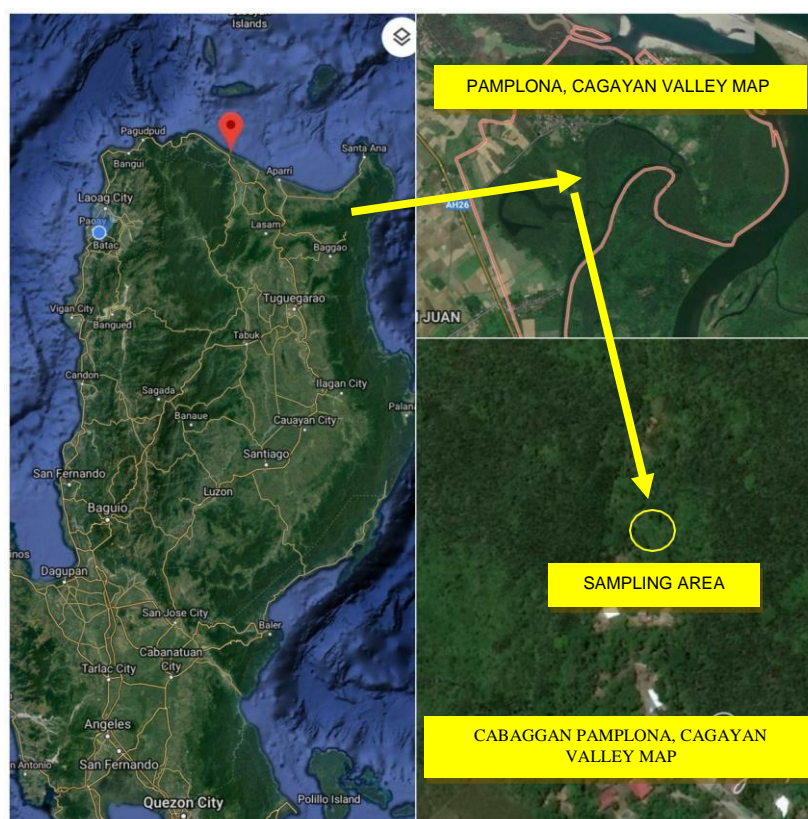 Islands
Pagudpud
Bangui
Santa Ana
Aparri
Laoag City
Paoay
Batac
Lasam
Baggao
Tuguegarao
Vigan City
Bangued
Tabuk
Candon
Sagada
Ilagan City
Banaue
Cauayan City
Palana
Santiago
San Fernando
Luzon
Baguio
inos
Dagupan
San Jose City
Baler
Cabanatuan
City
Tarlac City
Angeles
San Fernando
n Antonio
Quezon City
Polillo Island
PAMPLONA, CAGAYAN VALLEY MAP
AH26
N JUAN
SAMPLING AREA
CABAGGAN PAMPLONA, CAGAYAN
VALLEY MAP